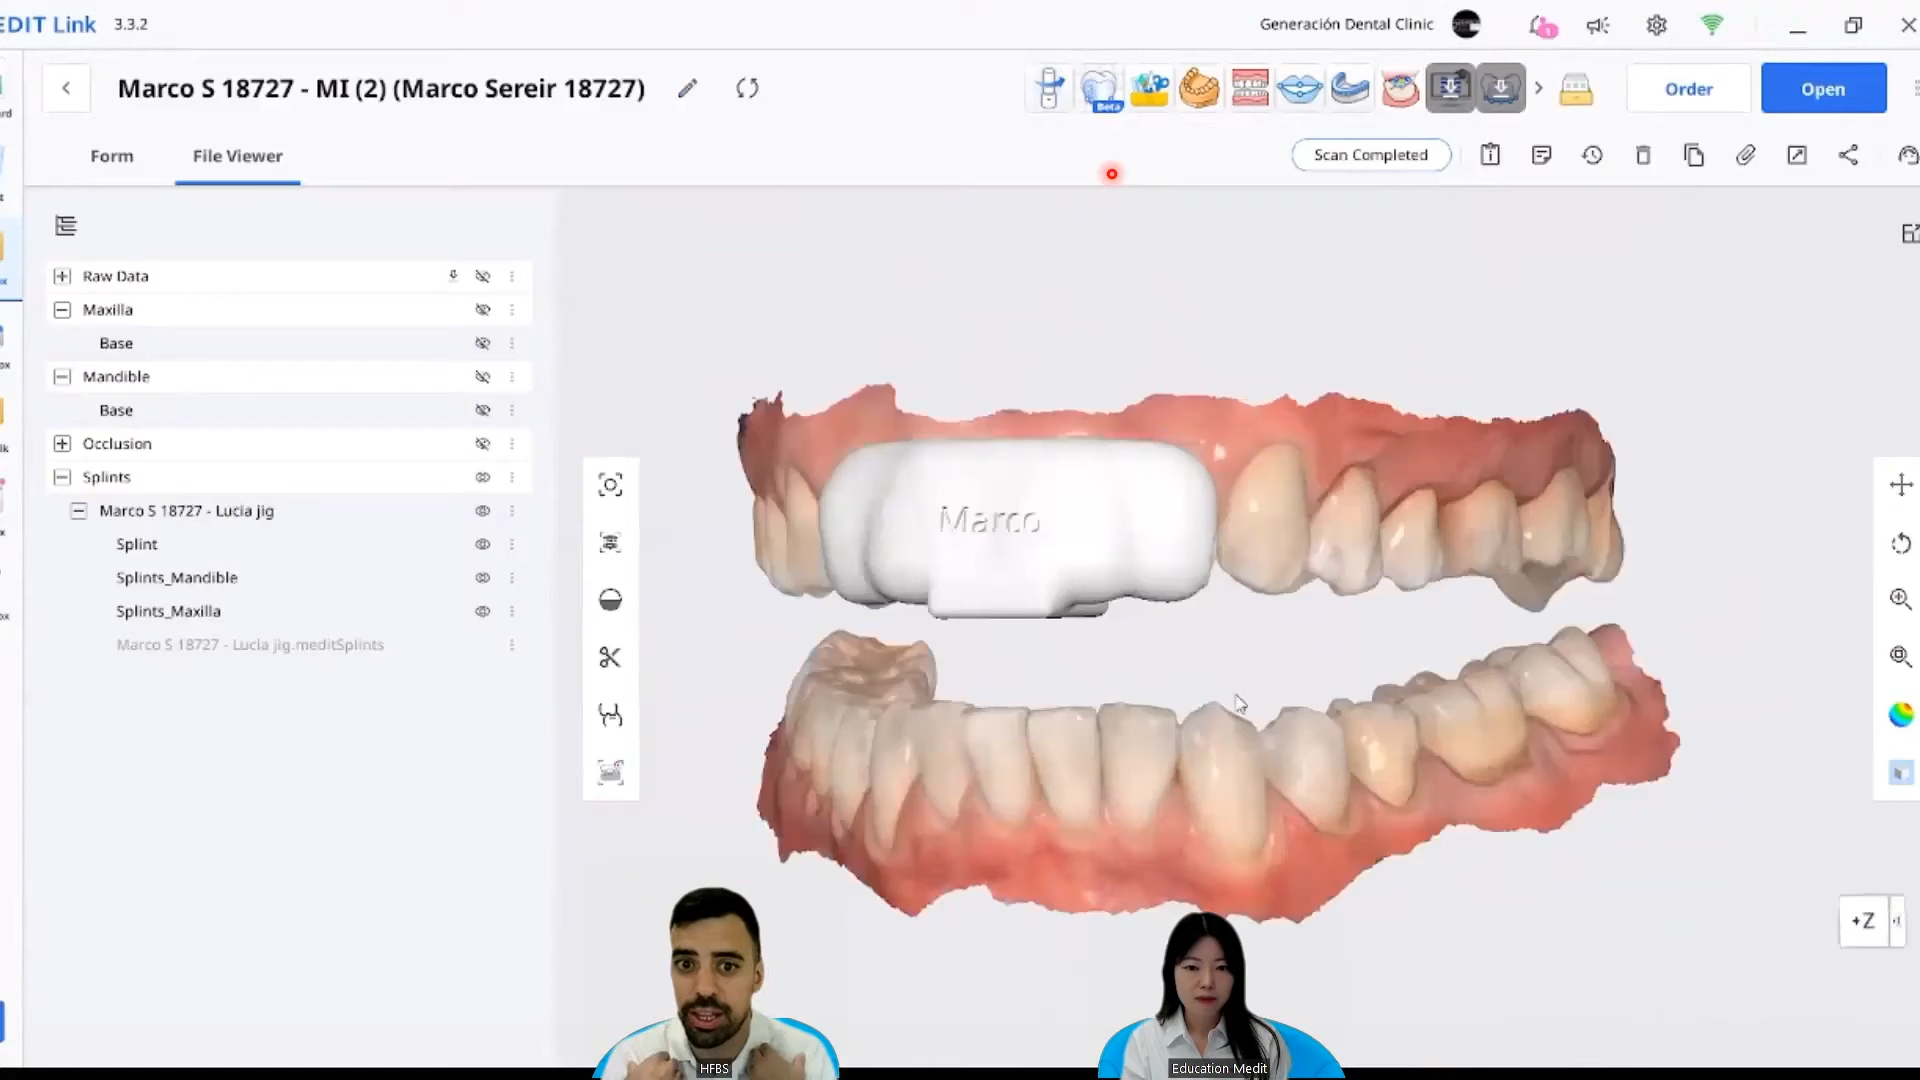 EDIT Link 3.3.2
Generación Dental Clinic
1
Marco S 18727 - MI (2) (Marco Sereir 18727)
Beta
Order
Open
Form
File Viewer
Scan Completed
Raw Data
Maxilla
Base
Mandible
Base
Occlusion
Splints
Marco S 18727 - Lucia jig
Splint
Splints_Mandible
Splints_Maxilla
Marco S 18727 - Lucia jig.meditSplints
Marco
+Z
HFBS
Education Medit